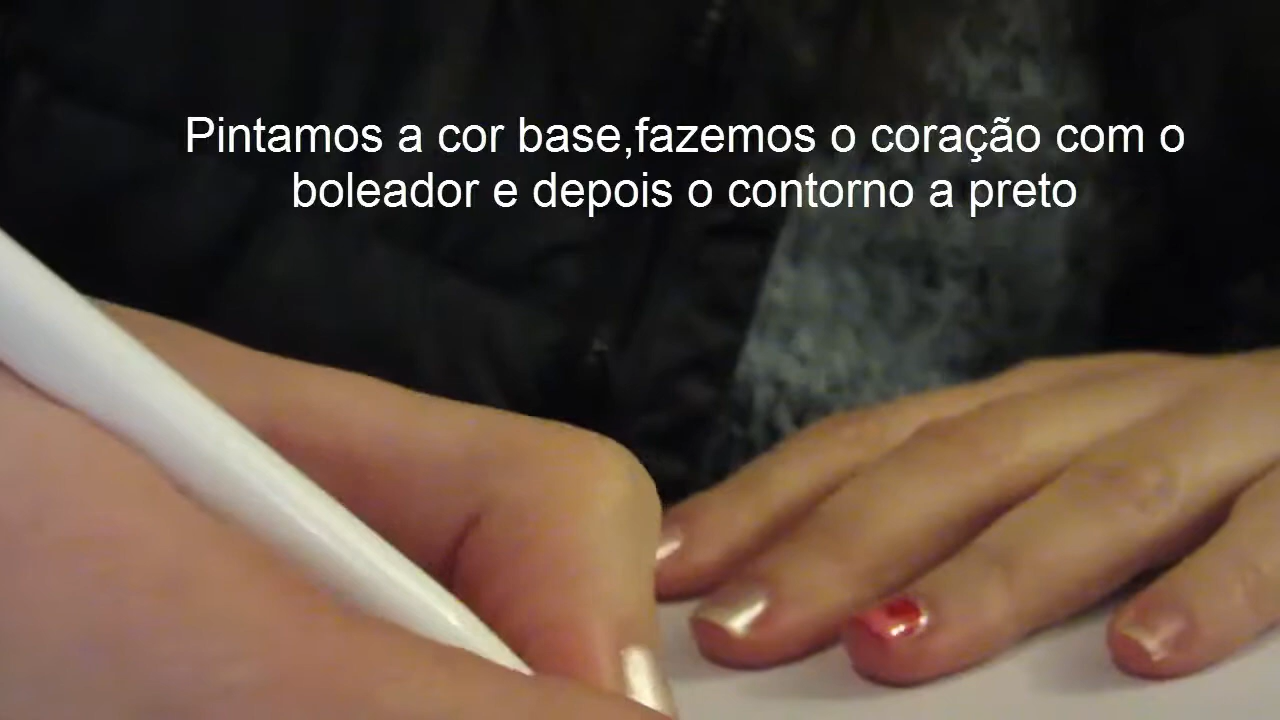 Pintamos a cor base,fazemos o coração com o
boleador e depois o contorno a preto